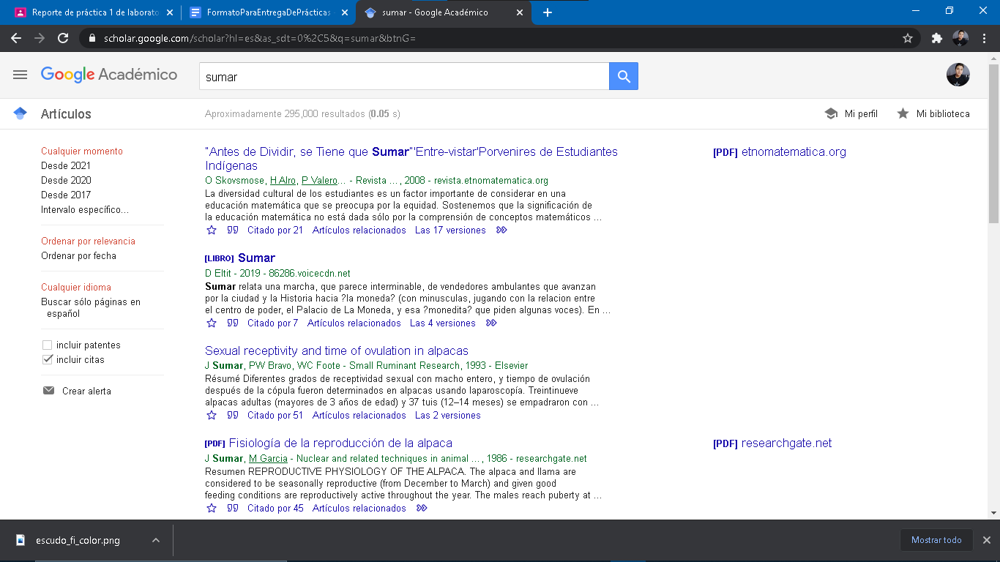 Reporte de práctica 1 de laborato
FormatoParaEntregaDePrácticas -
sumar - Google Académico
scholar.google.com/scholar?hl=es&as_sdt=0%2C5&q=sumar&btnG=
Google Académico
sumar
Artículos
Aproximadamente 295,000 resultados (0.05 s)
Mi perfil
Mi biblioteca
Cualquier momento
Desde 2021
Desde 2020
Desde 2017
Intervalo específico...
Ordenar por relevancia
Ordenar por fecha
Cualquier idioma
Buscar sólo páginas en
español
incluir patentes
incluir citas
Crear alerta
"Antes de Dividir, se Tiene que Sumar"'Entre-vistar'Porvenires de Estudiantes
Indígenas
O Skovsmose, H Alro, P Valero... - Revista ..., 2008 - revista.etnomatematica.org
La diversidad cultural de los estudiantes es un factor importante de considerar en una
educación matemática que se preocupa por la equidad. Sostenemos que la significación de
la educación matemática no está dada sólo por la comprensión de conceptos matemáticos ...
Citado por 21 Artículos relacionados Las 17 versiones
[PDF] etnomatematica.org
[LIBRO] Sumar
D Eltit - 2019 - 86286.voicecdn.net
Sumar relata una marcha, que parece interminable, de vendedores ambulantes que avanzan
por la ciudad y la Historia hacia ?la moneda? (con minusculas, jugando con la relacion entre
el centro de poder, el Palacio de La Moneda, y esa ?monedita? que piden algunas voces). En ...
Citado por 7 Artículos relacionados Las 4 versiones
Sexual receptivity and time of ovulation in alpacas
J Sumar, PW Bravo, WC Foote - Small Ruminant Research, 1993 - Elsevier
Résumé Diferentes grados de receptividad sexual con macho entero, y tiempo de ovulación
después de la cópula fueron determinados en alpacas usando laparoscopía. Treintinueve
alpacas adultas (mayores de 3 años de edad) y 37 tuis (12–14 meses) se empadraron con ...
Citado por 51 Artículos relacionados Las 2 versiones
[PDF] Fisiología de la reproducción de la alpaca
J Sumar, M Garcia - Nuclear and related techniques in animal ..., 1986 - researchgate.net
Resumen REPRODUCTIVE PHYSIOLOGY OF THE ALPACA. The alpaca and llama are
considered to be seasonally reproductive (from December to March) and given good
feeding conditions are reproductively active throughout the year. The males reach puberty at ...
Citado por 45 Artículos relacionados
[PDF] researchgate.net
escudo_fi_color.png
Mostrar todo